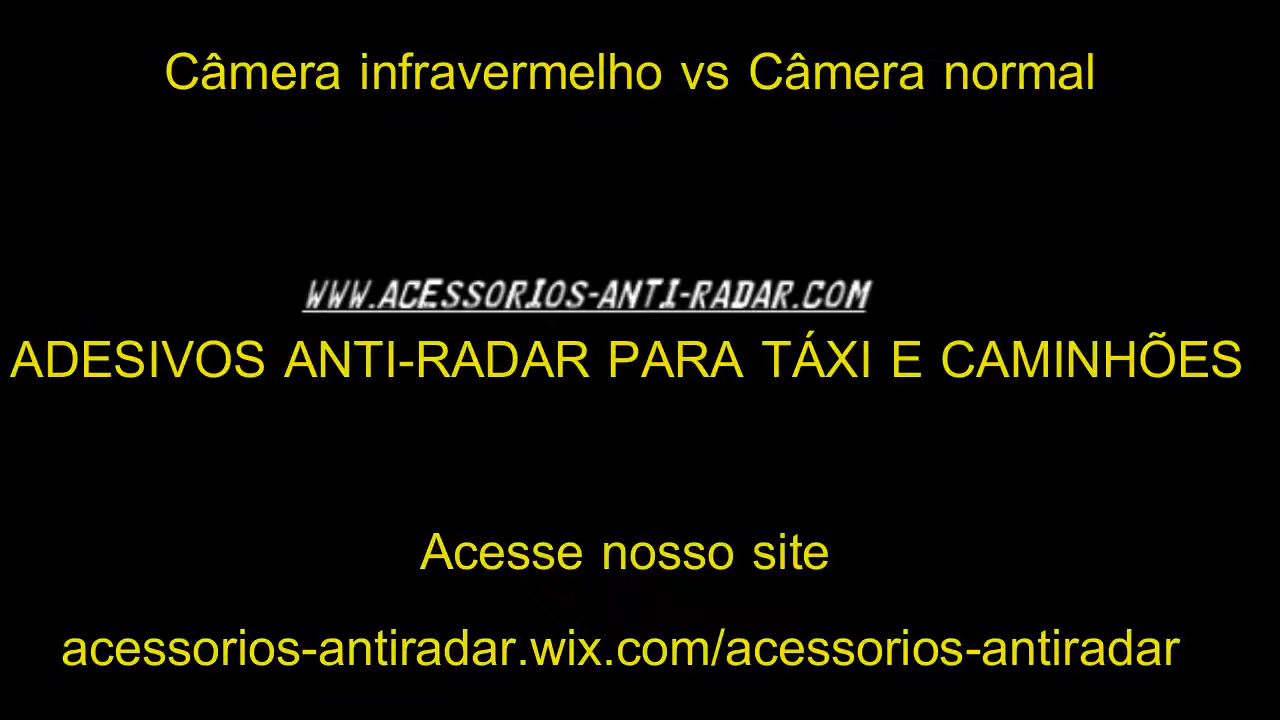 Câmera infravermelho vs Câmera normal
WWW.ACESSORIOS-ANTI-RADAR.COM
ADESIVOS ANTI-RADAR PARA TÁXI E CAMINHÕES
Acesse nosso site
acessorios-antiradar.wix.com/acessorios-antiradar